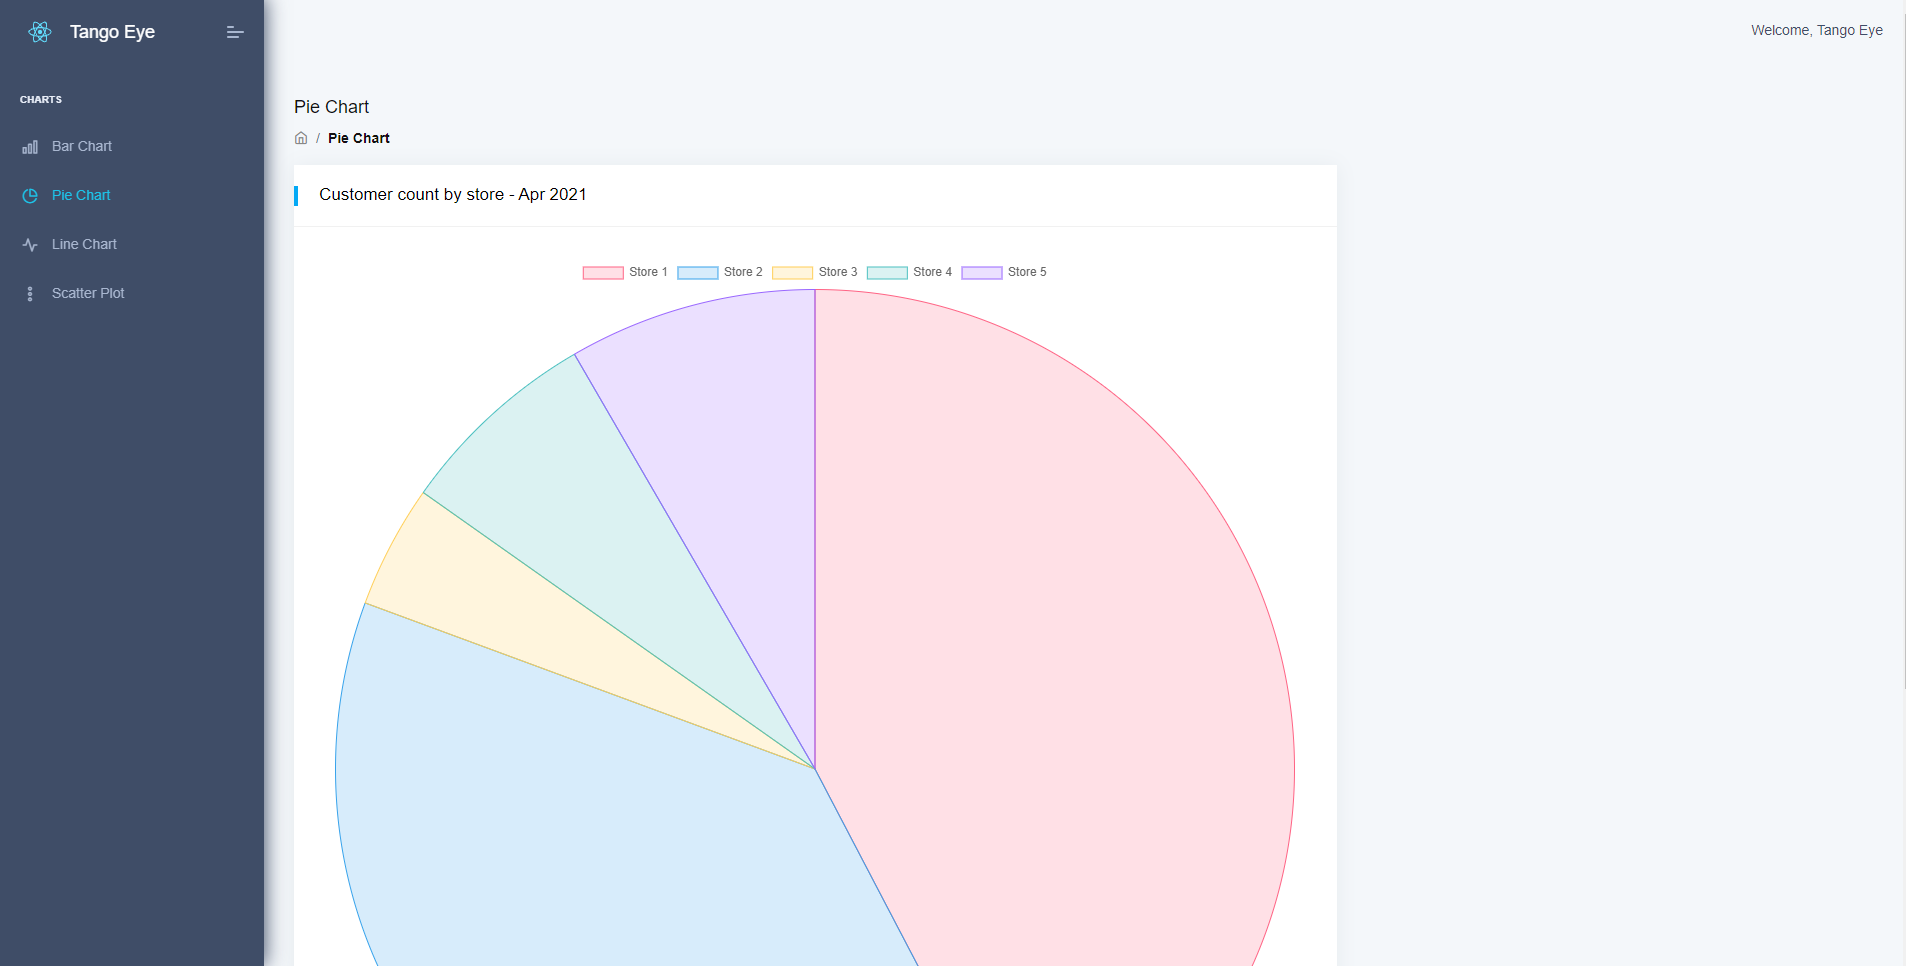 Tango Eye
Welcome, Tango Eye
CHARTS
Bar Chart
Pie Chart
Line Chart
Scatter Plot
Pie Chart
/ Pie Chart
Customer count by store - Apr 2021
Store 1 Store 2 Store 3 Store 4 Store 5